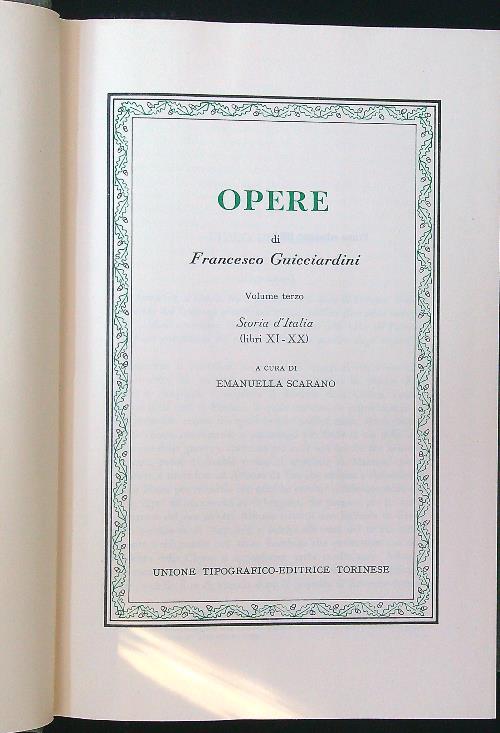 OPERE
di
Francesco Guicciardini
Volume terzo
Storia d'Italia
(libri XI - XX)
A CURA DI
EMANUELLA SCARANO
UNIONE TIPOGRAFICO-EDITRICE TORINESE